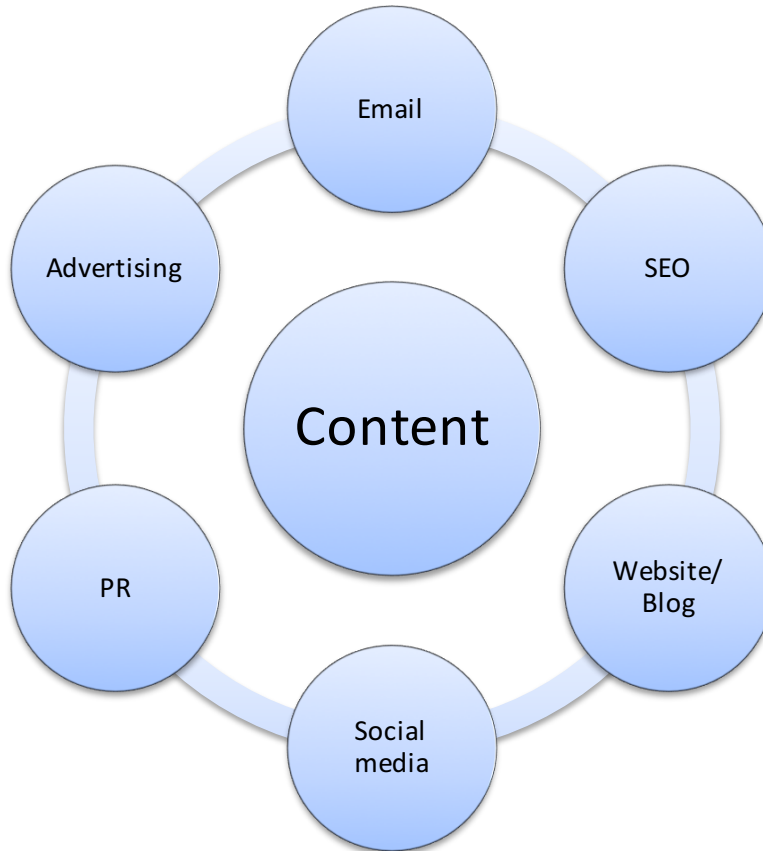 Email
Advertising
SEO
Content
PR
Website/
Blog
Social
media